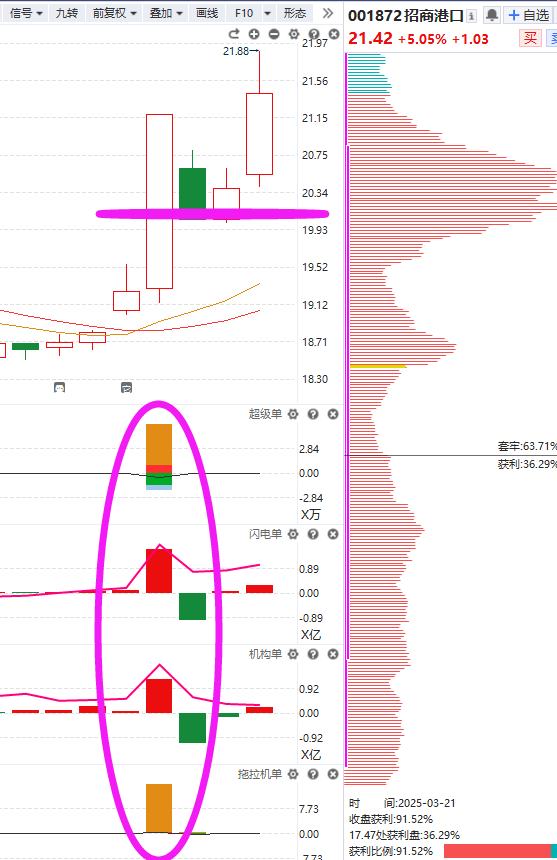 信号 九转 前复权 叠加 画线 F10 形态
001872 招商港口
自选
21.42 +5.05% +1.03
买
21.97
21.88
21.56
21.15
20.75
20.34
19.93
19.52
19.12
18.71
18.30
超级单
2.84
0.00
-2.84
X万
闪电单
0.89
0.00
-0.89
X亿
机构单
0.92
0.00
-0.92
X亿
拖拉机单
7.73
0.00
-7.73
套牢:63.71%
获利:36.29%
时 间:2025-03-21
收盘获利:91.52%
17.47处获利盘:36.29%
获利比例:91.52%